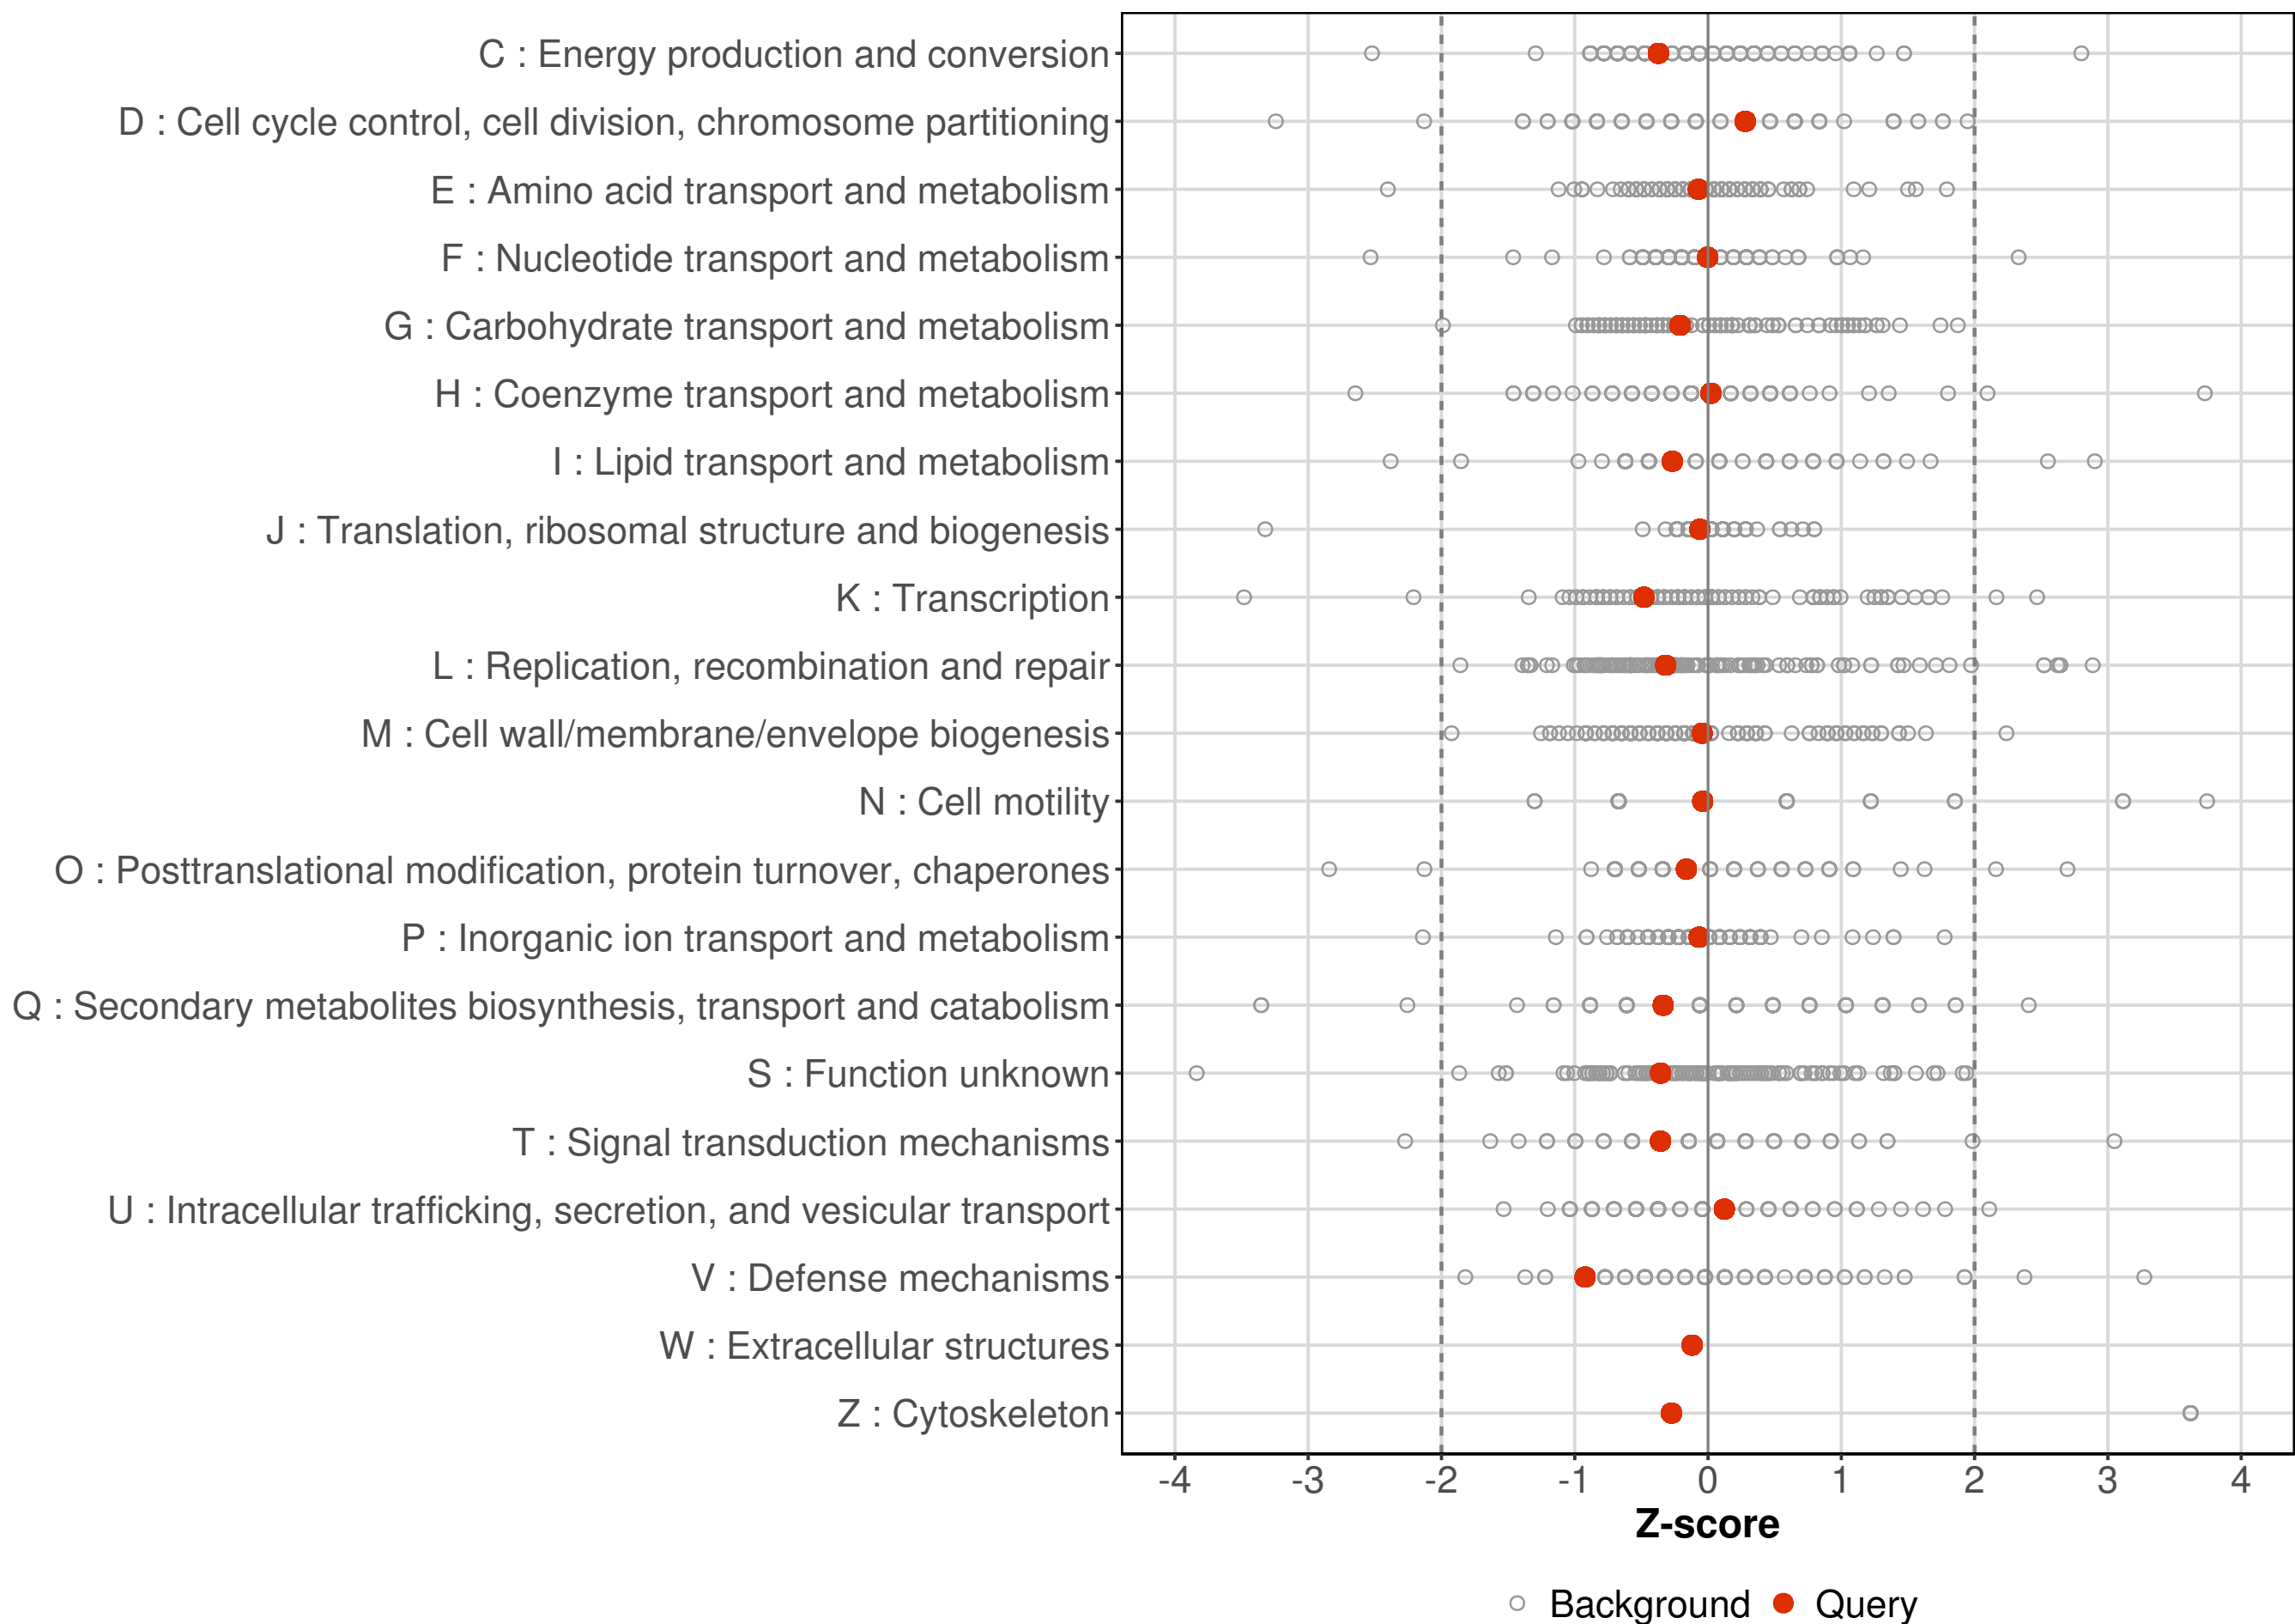 C : Energy production and conversion
D : Cell cycle control, cell division, chromosome partitioning
E : Amino acid transport and metabolism
F : Nucleotide transport and metabolism
G : Carbohydrate transport and metabolism
H : Coenzyme transport and metabolism
I : Lipid transport and metabolism
J : Translation, ribosomal structure and biogenesis
K : Transcription
L : Replication, recombination and repair
M : Cell wall/membrane/envelope biogenesis
N : Cell motility
O : Posttranslational modification, protein turnover, chaperones
P : Inorganic ion transport and metabolism
Q : Secondary metabolites biosynthesis, transport and catabolism
S : Function unknown
T : Signal transduction mechanisms
U : Intracellular trafficking, secretion, and vesicular transport
V : Defense mechanisms
W : Extracellular structures
Z : Cytoskeleton
-4 -3 -2 -1 0 1 2 3 4
Z-score
Background Query